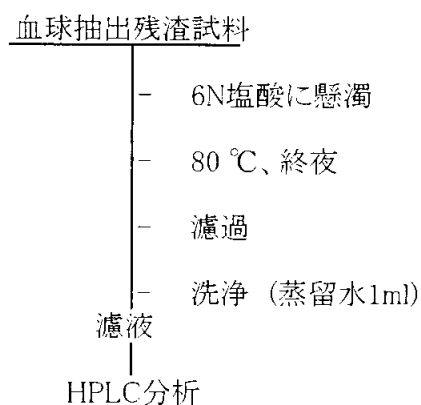 血球抽出残渣試料
6N塩酸に懸濁
80 ℃、終夜
濾過
洗浄（蒸留水1ml）
濾液
HPLC分析